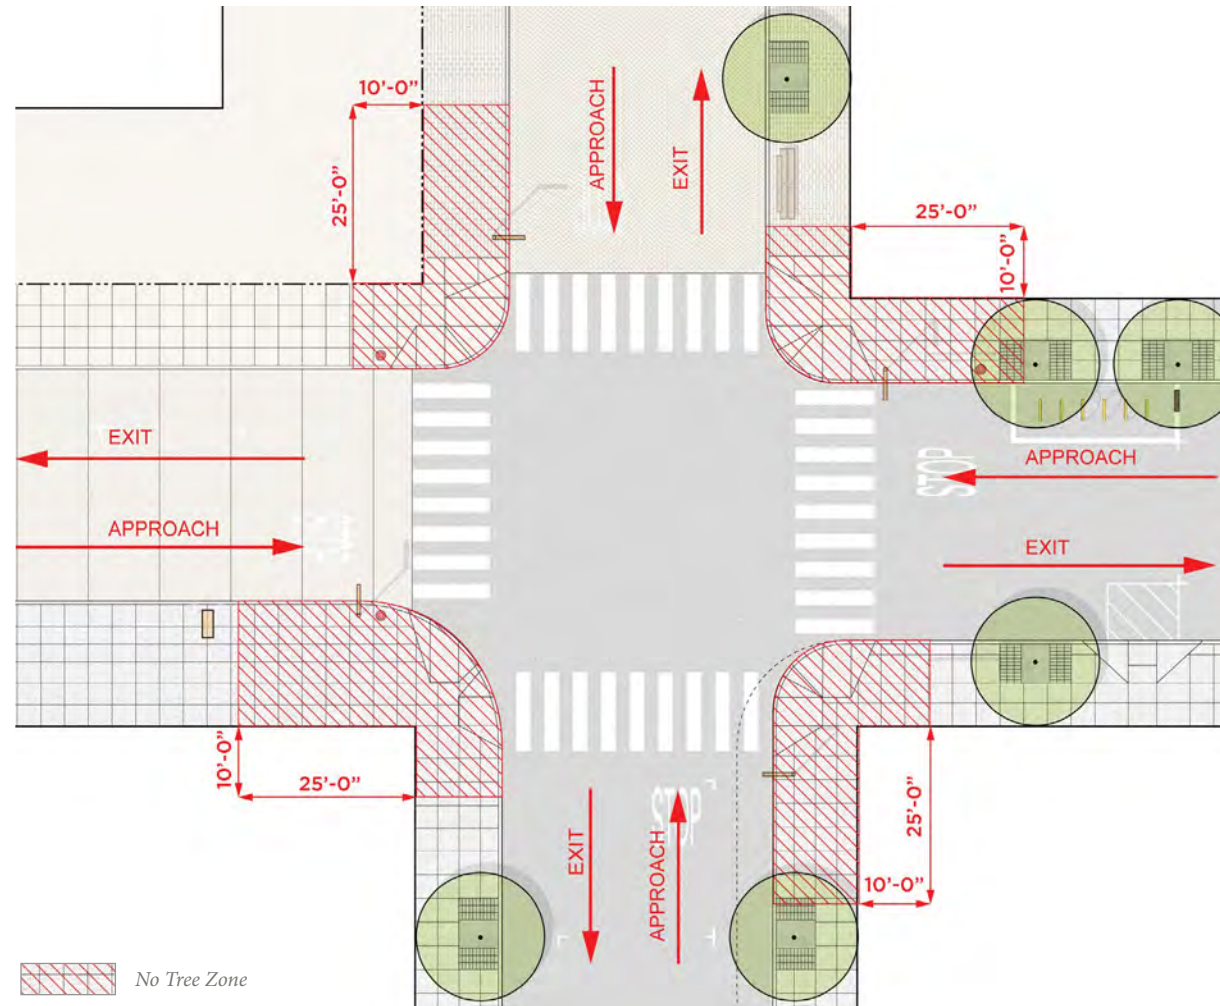 10’-0”
25’-0”
APPROACH
EXIT
25’-0”
10’-0”
EXIT
APPROACH
STOP
APPROACH
EXIT
10’-0”
25’-0”
EXIT
STOP
APPROACH
25’-0”
10’-0”
No Tree Zone